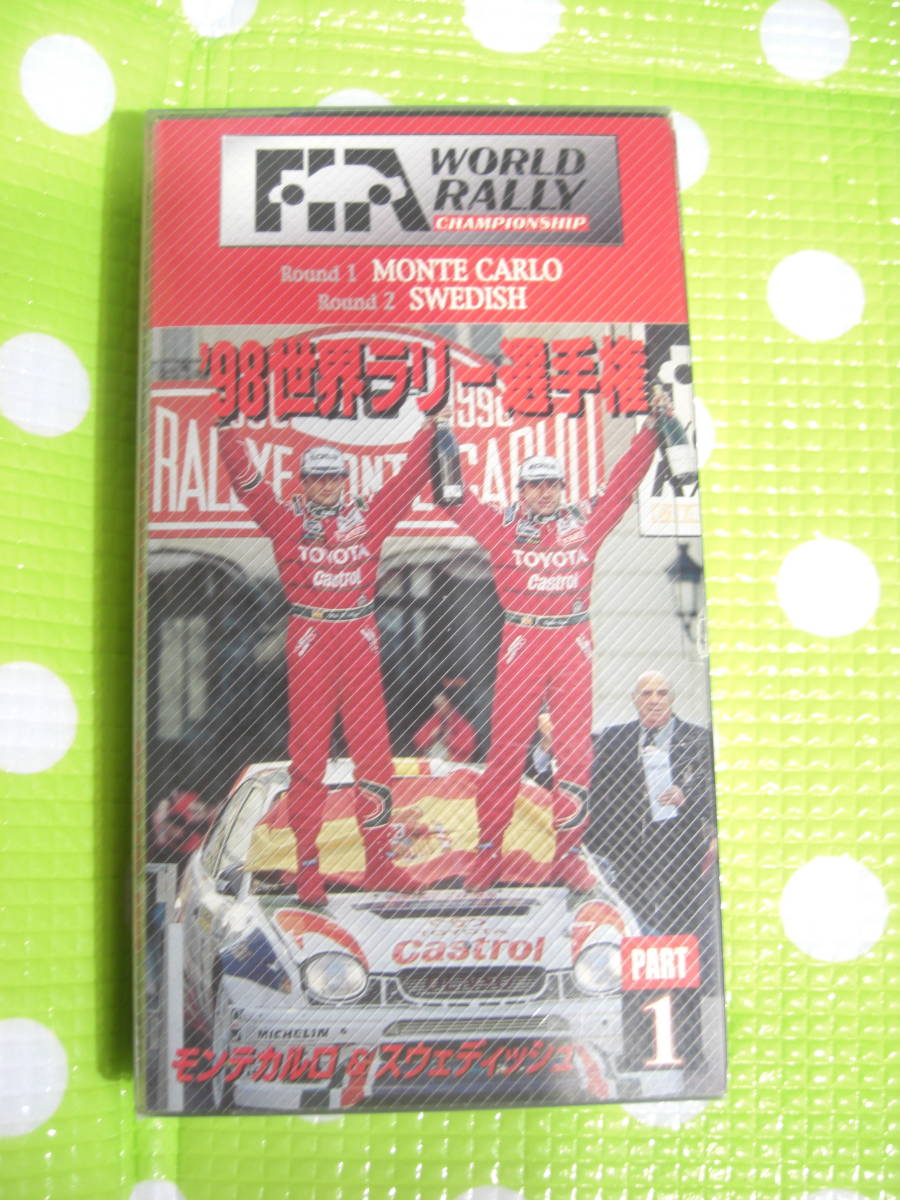 FIA WORLD
RALLY
CHAMPIONSHIP
Round 1 MONTE CARLO
Round 2 SWEDISH
'98世界ラリー選手権
TOYOTA
Castrol
TOYOTA
Castrol
TOYOTA
Castrol
MICHELIN
PART
1
モンテカルロ&スウェディッシュ